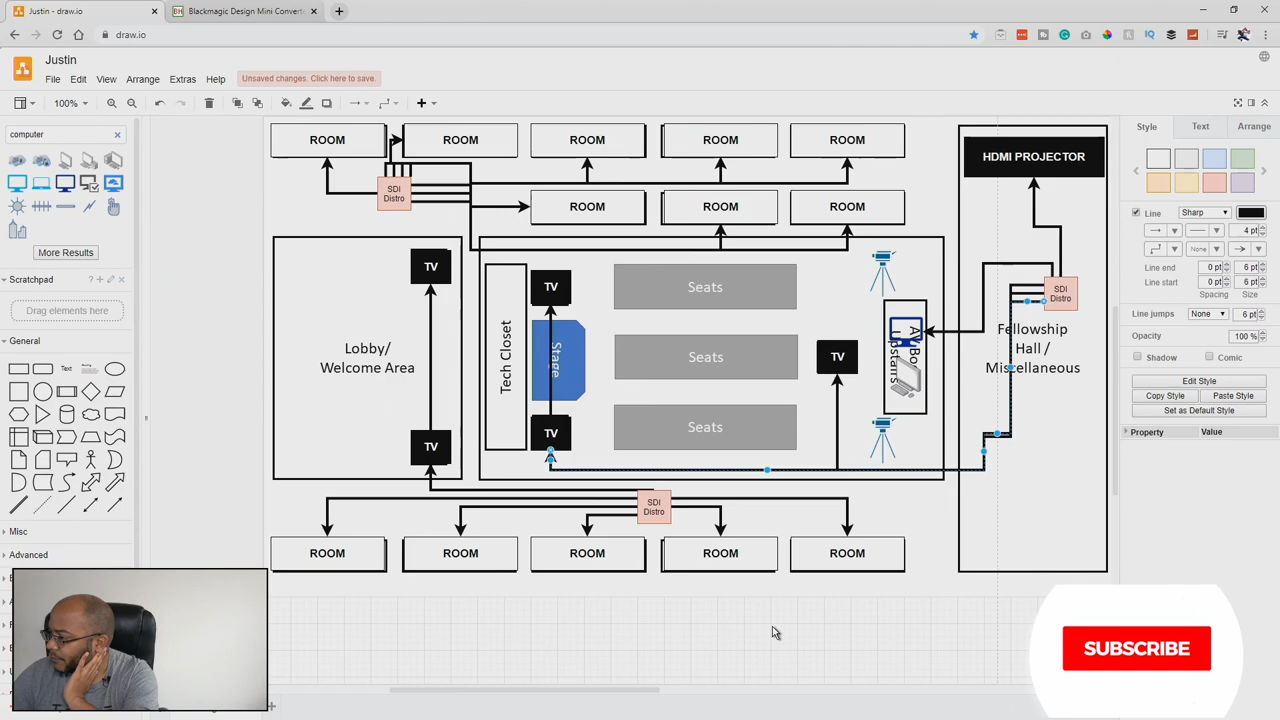 Justin - draw.io
Blackmagic Design Mini Convert
draw.io
Justin
File Edit View Arrange Extras Help
Unsaved changes. Click here to save.
100%
computer
More Results
Scratchpad
Drag elements here
General
Text
Misc
Advanced
ROOM ROOM ROOM ROOM ROOM
SDI
Distro
ROOM ROOM ROOM
HDMI PROJECTOR
TV
TV
Lobby/
Welcome Area
Tech Closet
TV
Stage
TV
Seats
Seats
Seats
TV
AV Bo
Upstairs
SDI
Distro
Fellowship
Hall /
Miscellaneous
SDI
Distro
ROOM ROOM ROOM ROOM ROOM
Style Text Arrange
Line Sharp
4 pt
None
Line end 0 pt 6 pt
Line start 0 pt 6 pt
Spacing Size
Line jumps None 6 pt
Opacity 100 %
Shadow Comic
Edit Style
Copy Style Paste Style
Set as Default Style
Property Value
SUBSCRIBE